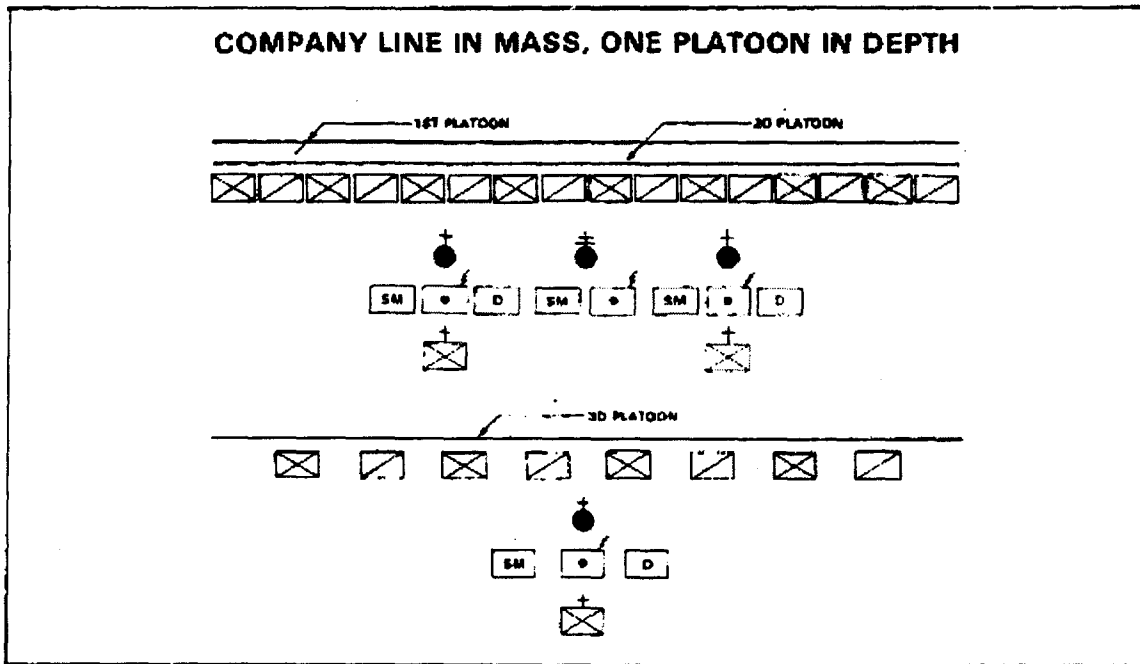 COMPANY LINE IN MASS, ONE PLATOON IN DEPTH
1ST PLATOON 2D PLATOON
SM D SM SM D
3D PLATOON
SM D